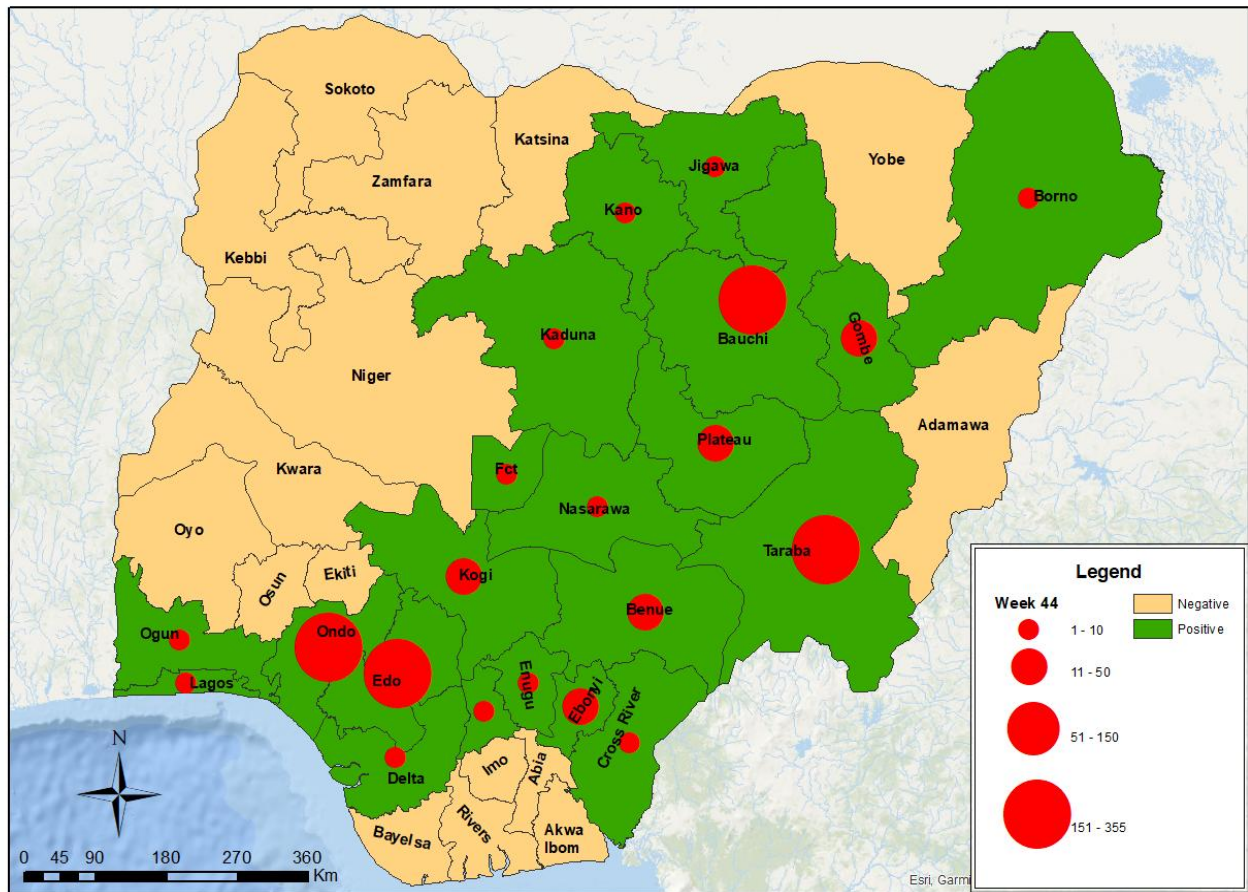 Sokoto
Katsina
Zamfara
Yobe
Jigawa
Kano
Borno
Kebbi
Kaduna
Bauchi
Gombe
Niger
Adamawa
Plateau
Kwara
Fct
Nasarawa
Oyo
Taraba
Osun
Ekiti
Kogi
Benue
Ogun
Ondo
Lagos
Edo
Enugu
Ebonyi
Cross River
Delta
Imo
Abia
Bayelsa
Rivers
Akwa
Ibom
N
0 45 90 180 270 360
Km
Legend
Week 44
1 - 10
11 - 50
51 - 150
151 - 355
Negative
Positive
Esri, Garmi